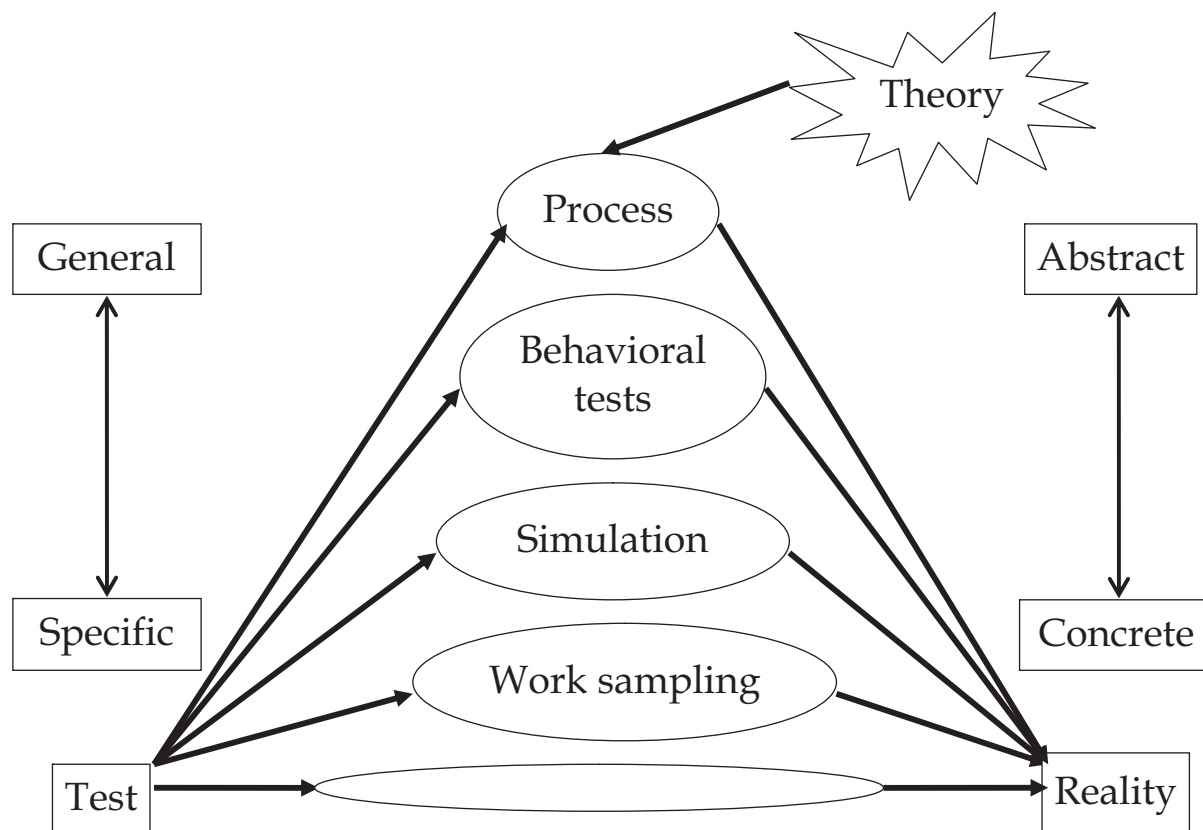 Theory
Process
General
Abstract
Behavioral
tests
Simulation
Specific
Concrete
Work sampling
Test
Reality